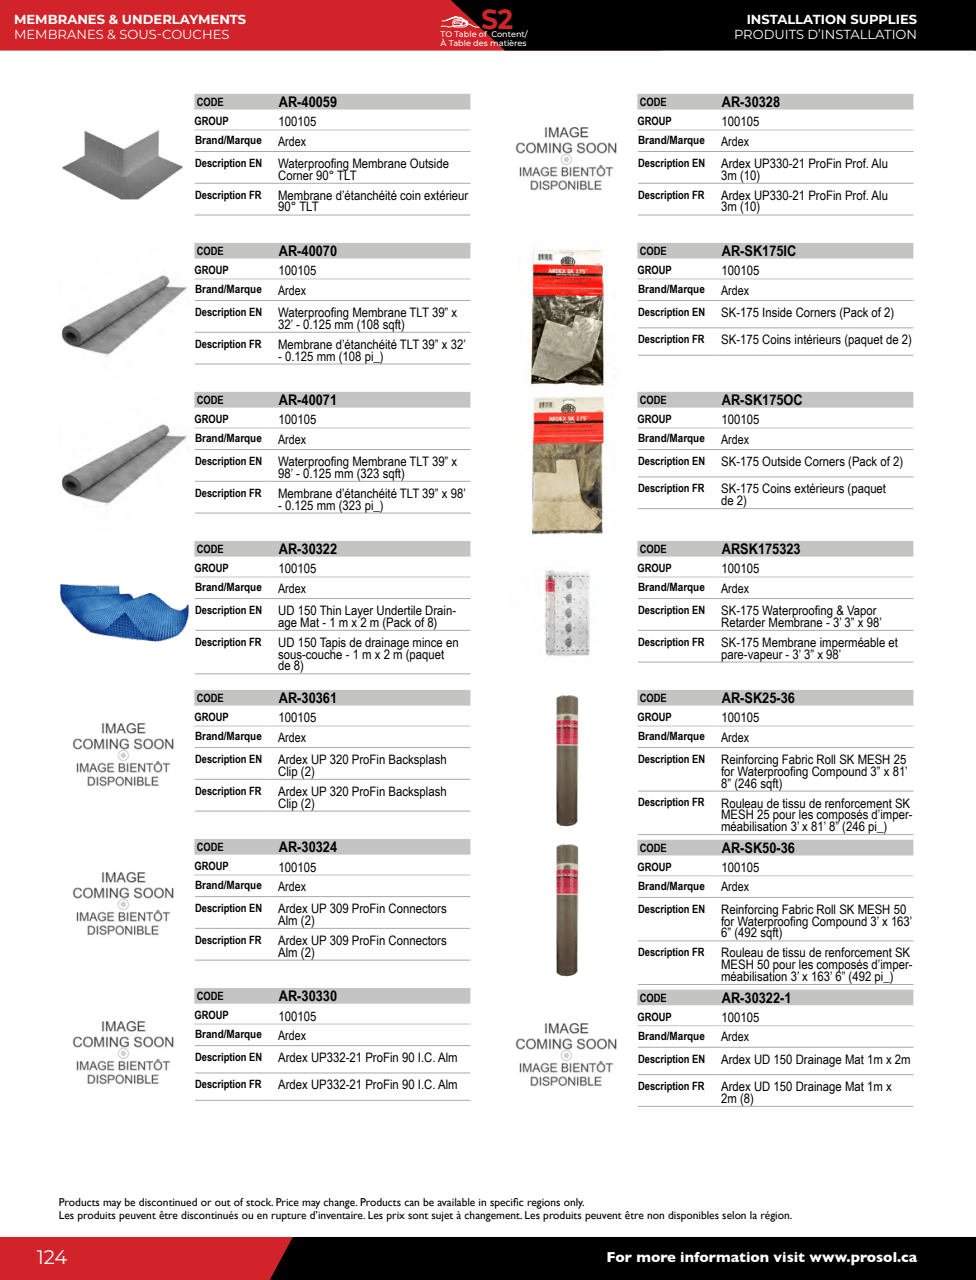 MEMBRANES & UNDERLAYMENTS
MEMBRANES & SOUS-COUCHES
S2
TO Table of Content/
À Table des matières
INSTALLATION SUPPLIES
PRODUITS D'INSTALLATION
CODE AR-40059
GROUP 100105
Brand/Marque Ardex
Description EN Waterproofing Membrane Outside
Corner 90° TLT
Description FR Membrane d'étanchéité coin extérieur
90° TLT
CODE AR-40070
GROUP 100105
Brand/Marque Ardex
Description EN Waterproofing Membrane TLT 39" x
32' - 0.125 mm (108 sqft)
Description FR Membrane d'étanchéité TLT 39" x 32'
- 0.125 mm (108 pi_)
CODE AR-40071
GROUP 100105
Brand/Marque Ardex
Description EN Waterproofing Membrane TLT 39" x
98' - 0.125 mm (323 sqft)
Description FR Membrane d'étanchéité TLT 39" x 98'
- 0.125 mm (323 pi_)
CODE AR-30322
GROUP 100105
Brand/Marque Ardex
Description EN UD 150 Thin Layer Undertile Drain-
age Mat - 1 m x 2 m (Pack of 8)
Description FR UD 150 Tapis de drainage mince en
sous-couche - 1 m x 2 m (paquet
de 8)
IMAGE
COMING SOON
IMAGE BIENTÔT
DISPONIBLE
CODE AR-30361
GROUP 100105
Brand/Marque Ardex
Description EN Ardex UP 320 ProFin Backsplash
Clip (2)
Description FR Ardex UP 320 ProFin Backsplash
Clip (2)
IMAGE
COMING SOON
IMAGE BIENTÔT
DISPONIBLE
CODE AR-30324
GROUP 100105
Brand/Marque Ardex
Description EN Ardex UP 309 ProFin Connectors
Alm (2)
Description FR Ardex UP 309 ProFin Connectors
Alm (2)
IMAGE
COMING SOON
IMAGE BIENTÔT
DISPONIBLE
CODE AR-30330
GROUP 100105
Brand/Marque Ardex
Description EN Ardex UP332-21 ProFin 90 I.C. Alm
Description FR Ardex UP332-21 ProFin 90 I.C. Alm
IMAGE
COMING SOON
IMAGE BIENTÔT
DISPONIBLE
CODE AR-30328
GROUP 100105
Brand/Marque Ardex
Description EN Ardex UP330-21 ProFin Prof. Alu
3m (10)
Description FR Ardex UP330-21 ProFin Prof. Alu
3m (10)
ARDEX SK 175
CODE AR-SK175IC
GROUP 100105
Brand/Marque Ardex
Description EN SK-175 Inside Corners (Pack of 2)
Description FR SK-175 Coins intérieurs (paquet de 2)
ARDEX SK 175
CODE AR-SK175OC
GROUP 100105
Brand/Marque Ardex
Description EN SK-175 Outside Corners (Pack of 2)
Description FR SK-175 Coins extérieurs (paquet
de 2)
CODE ARSK175323
GROUP 100105
Brand/Marque Ardex
Description EN SK-175 Waterproofing & Vapor
Retarder Membrane - 3' 3" x 98'
Description FR SK-175 Membrane imperméable et
pare-vapeur - 3' 3" x 98'
CODE AR-SK25-36
GROUP 100105
Brand/Marque Ardex
Description EN Reinforcing Fabric Roll SK MESH 25
for Waterproofing Compound 3" x 81'
8" (246 sqft)
Description FR Rouleau de tissu de renforcement SK
MESH 25 pour les composés d'imper-
méabilisation 3' x 81' 8" (246 pi_)
CODE AR-SK50-36
GROUP 100105
Brand/Marque Ardex
Description EN Reinforcing Fabric Roll SK MESH 50
for Waterproofing Compound 3' x 163'
6" (492 sqft)
Description FR Rouleau de tissu de renforcement SK
MESH 50 pour les composés d'imper-
méabilisation 3' x 163' 6" (492 pi_)
IMAGE
COMING SOON
IMAGE BIENTÔT
DISPONIBLE
CODE AR-30322-1
GROUP 100105
Brand/Marque Ardex
Description EN Ardex UD 150 Drainage Mat 1m x 2m
Description FR Ardex UD 150 Drainage Mat 1m x
2m (8)
Products may be discontinued or out of stock. Price may change. Products can be available in specific regions only.
Les produits peuvent être discontinués ou en rupture d'inventaire. Les prix sont sujet à changement. Les produits peuvent être non disponibles selon la région.
124
For more information visit www.prosol.ca